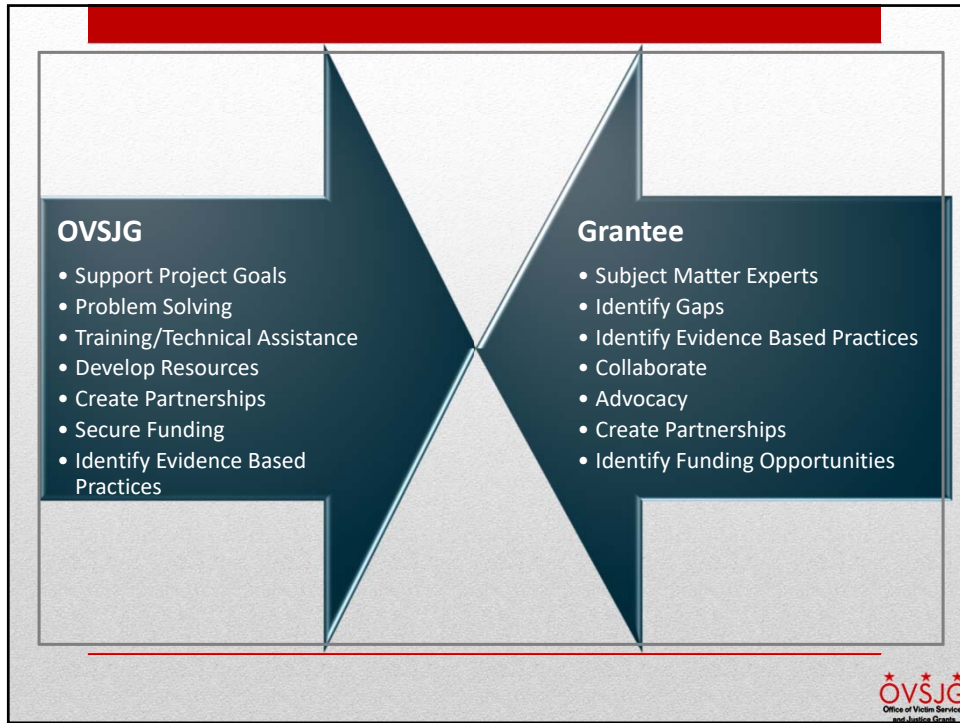 OVSJG
• Support Project Goals
• Problem Solving
• Training/Technical Assistance
• Develop Resources
• Create Partnerships
• Secure Funding
• Identify Evidence Based
Practices
Grantee
• Subject Matter Experts
• Identify Gaps
• Identify Evidence Based Practices
• Collaborate
• Advocacy
• Create Partnerships
• Identify Funding Opportunities
OVSJG
Office of Victim Service
and Justice Grants